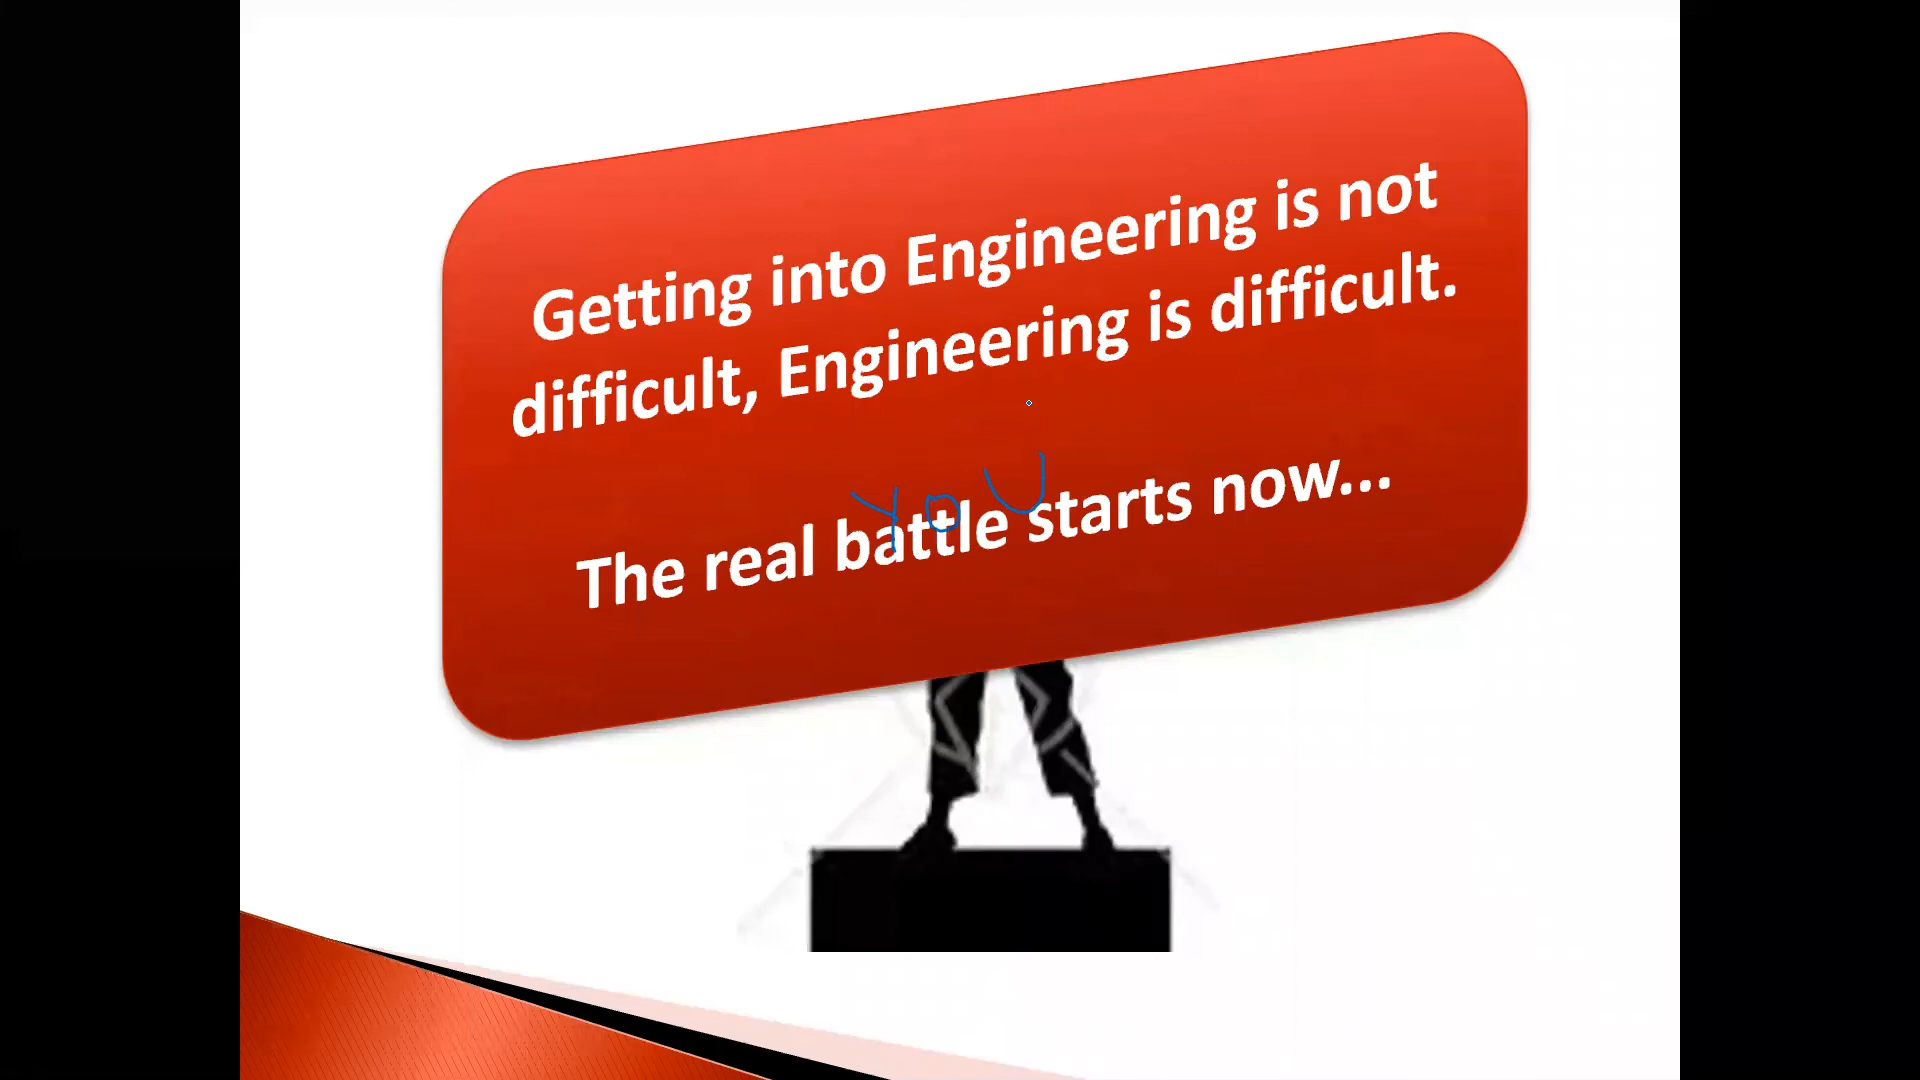 Getting into Engineering is not
difficult, Engineering is difficult.
YOU
The real battle starts now...